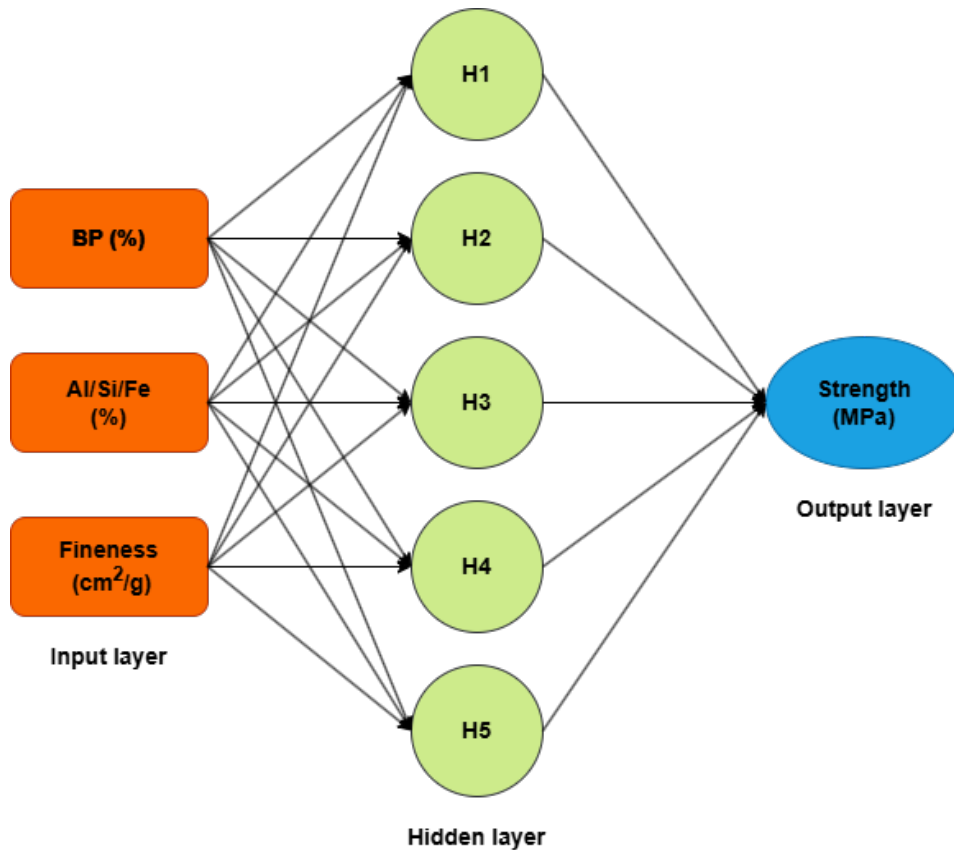 H1
BP (%)
H2
Al/Si/Fe
(%)
H3
Strength
(MPa)
Output layer
Fineness
(cm²/g)
H4
Input layer
H5
Hidden layer